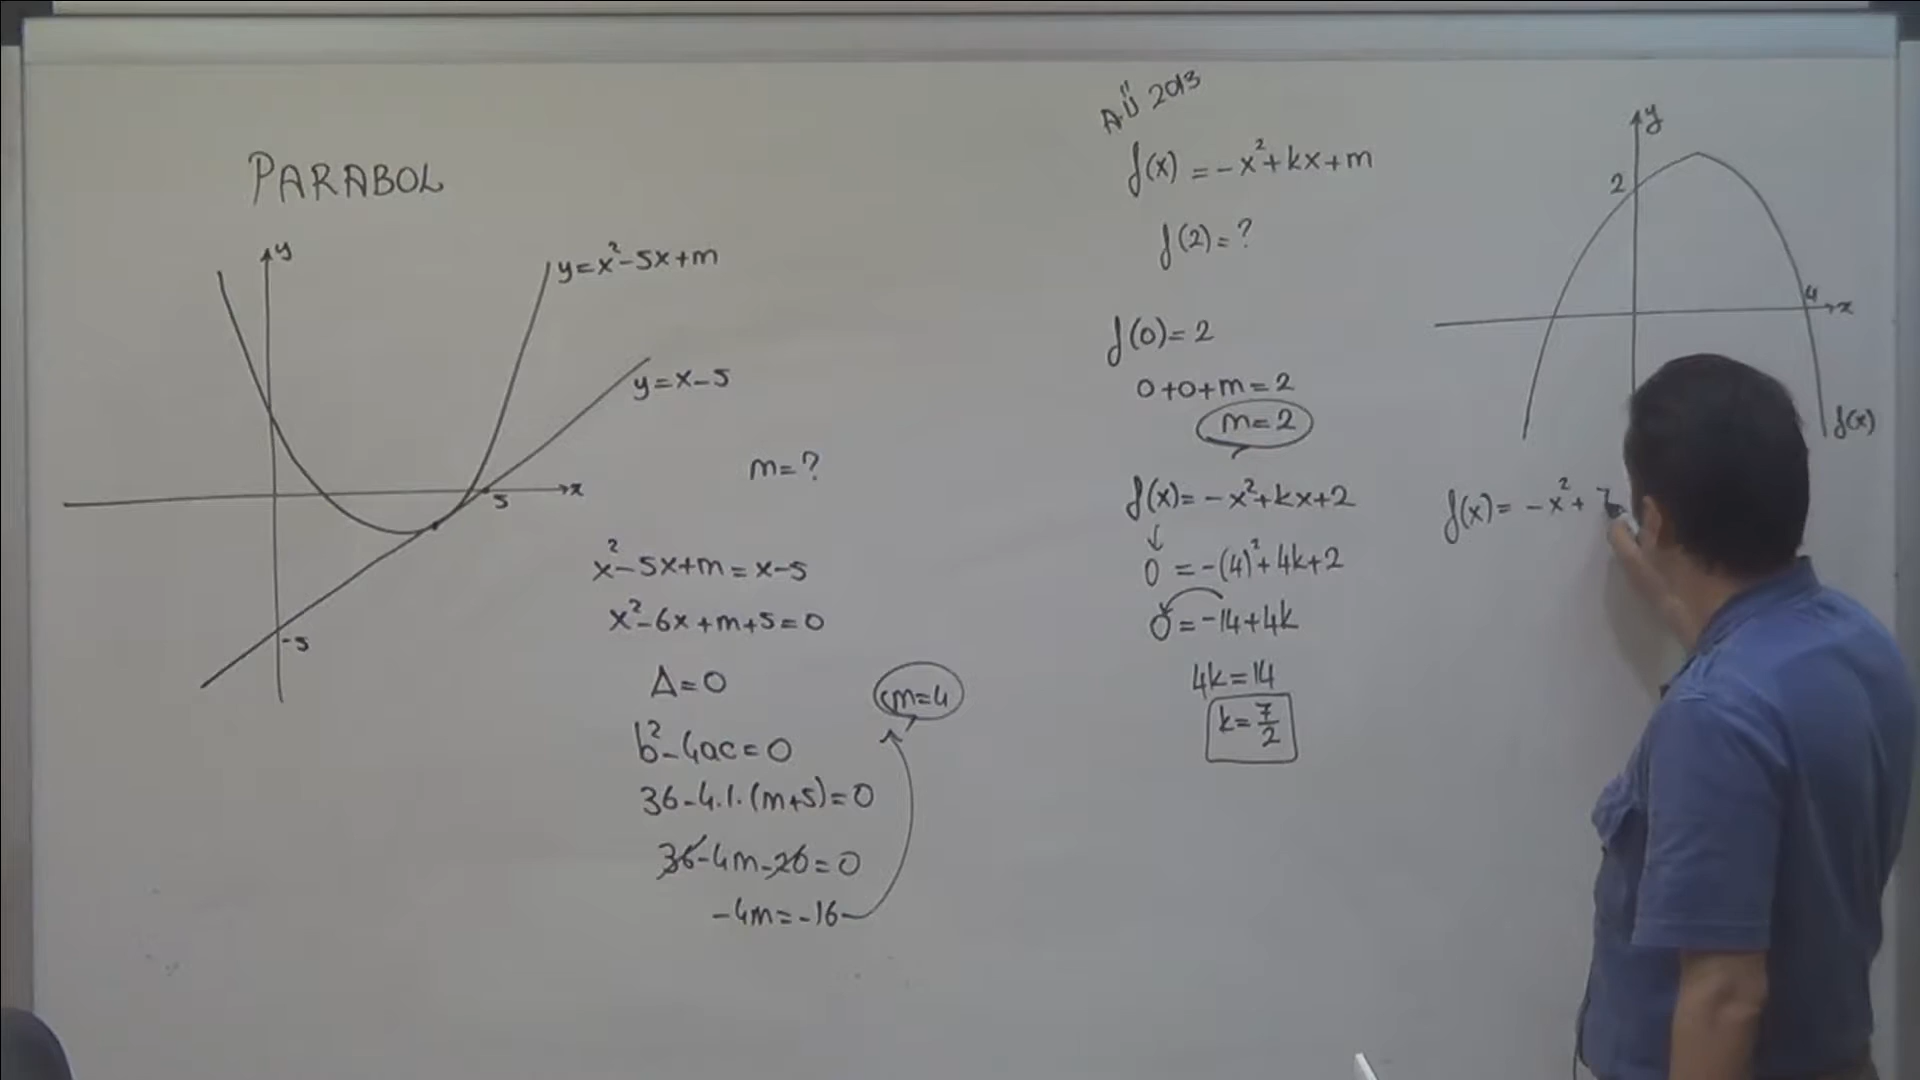 PARABOL
y
y=x²-5x+m
y=x-5
x
5
-5
m=?
x²-5x+m=x-5
x²-6x+m+5=0
Δ=0
b²-4ac=0
36-4.1.(m+5)=0
36-4m-20=0
-4m=-16
m=4
AÜ 2013
f(x)=-x²+kx+m
f(2)=?
f(0)=2
0+0+m=2
m=2
f(x)=-x²+kx+2
0=-(4)²+4k+2
0=-14+4k
4k=14
k=7/2
y
2
4
x
f(x)
f(x)=-x²+7